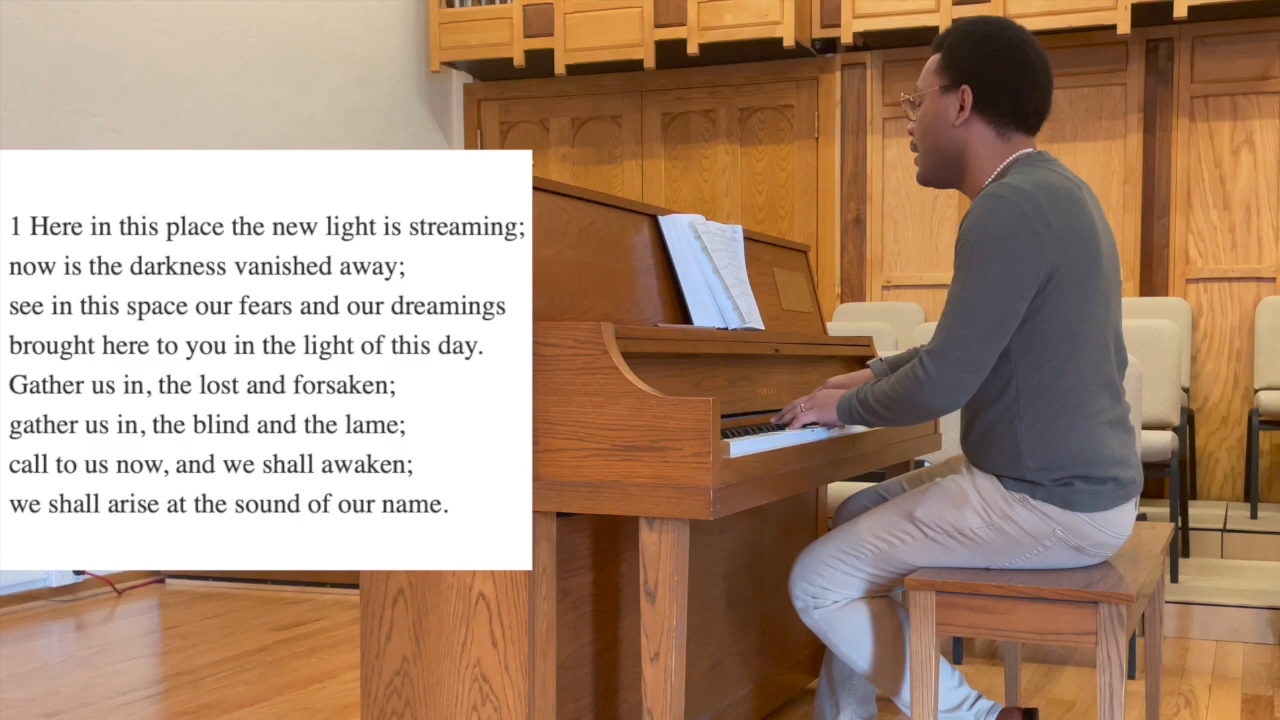 1 Here in this place the new light is streaming;
now is the darkness vanished away;
see in this space our fears and our dreamings
brought here to you in the light of this day.
Gather us in, the lost and forsaken;
gather us in, the blind and the lame;
call to us now, and we shall awaken;
we shall arise at the sound of our name.